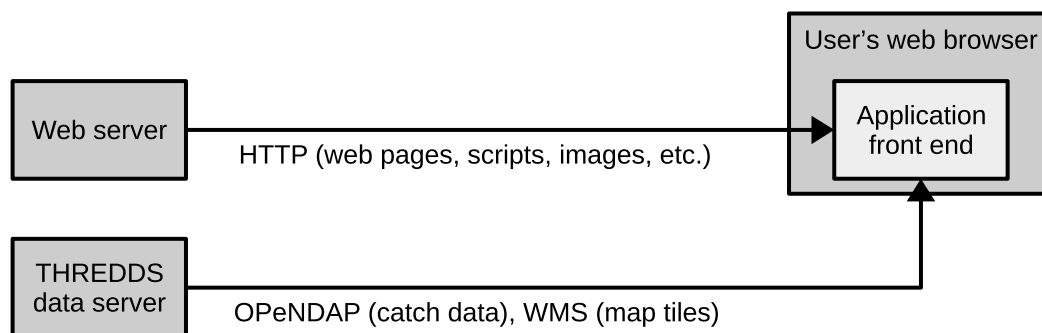 User’s web browser
Web server
Application
front end
HTTP (web pages, scripts, images, etc.)
THREDDS
data server
OPeNDAP (catch data), WMS (map tiles)